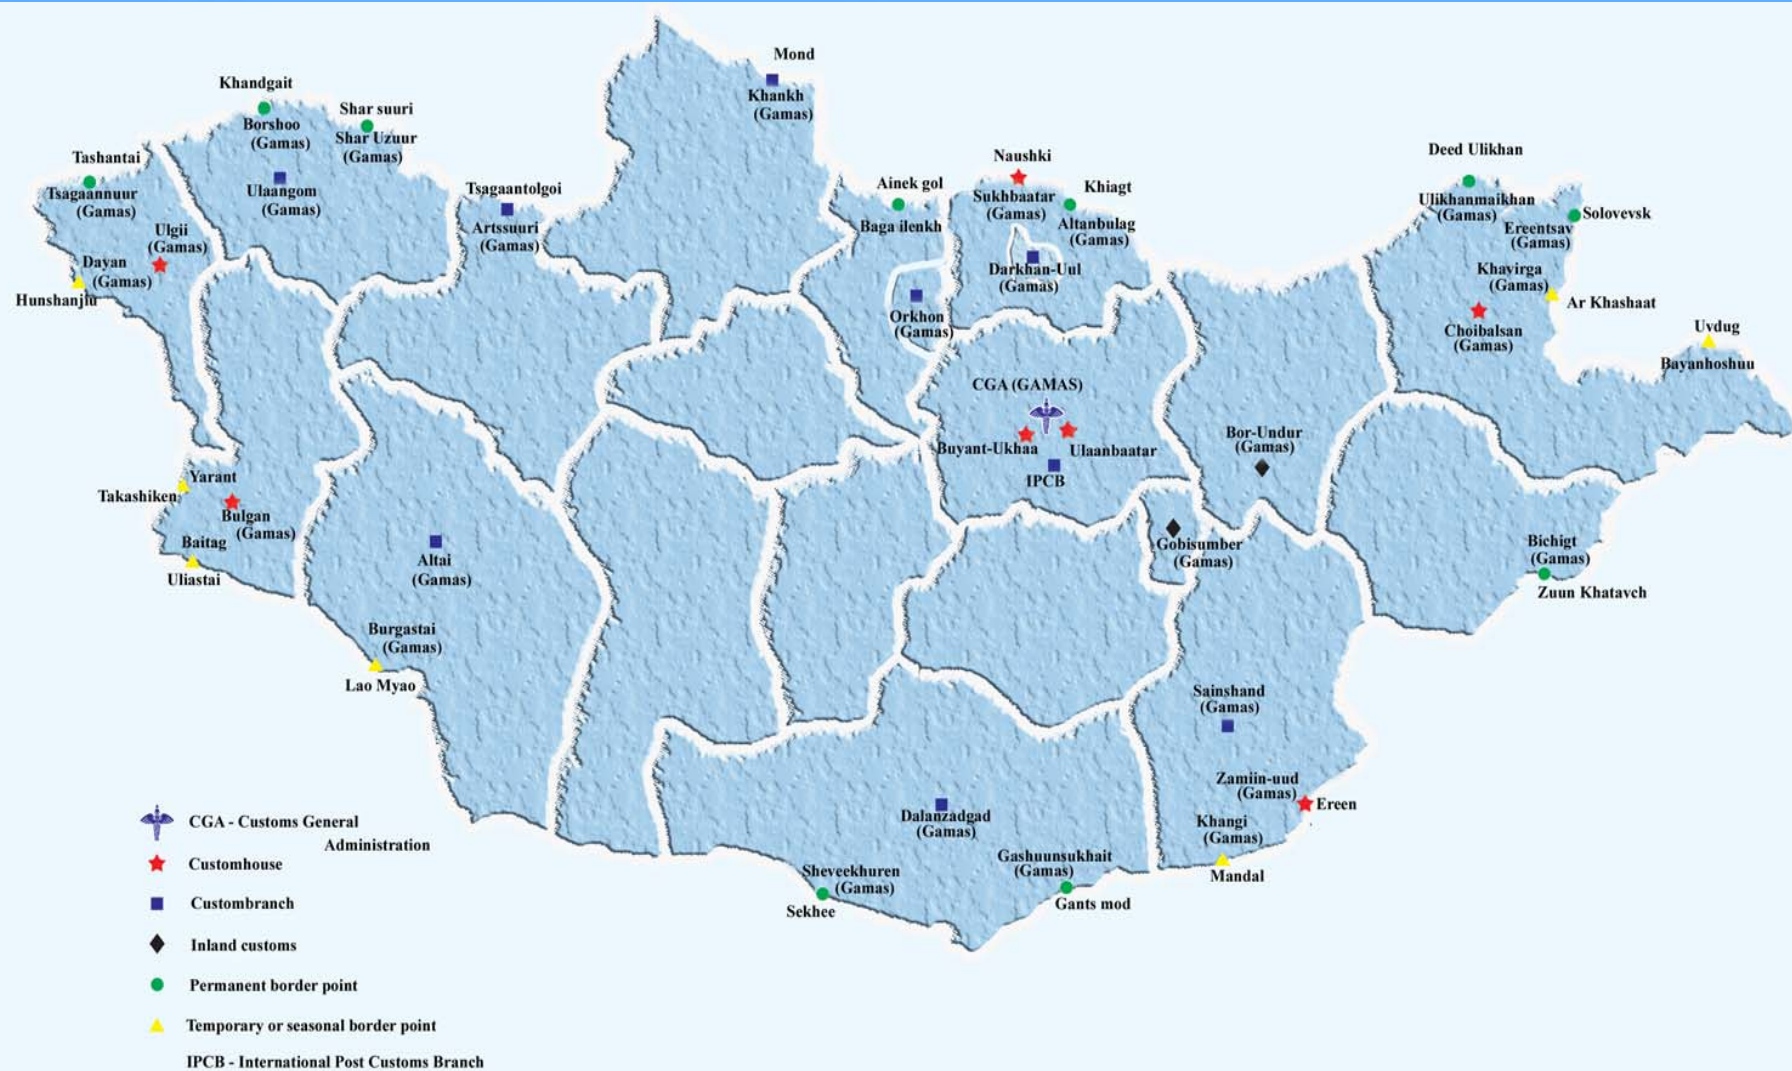 Mond
Khankh
(Gamas)
Khandgait
Borshoo
(Gamas)
Shar suuri
Shar Uzuur
(Gamas)
Tashantai
Tsagaannuur
(Gamas)
Ulaangom
(Gamas)
Tsagaantolgoi
Artssuuri
(Gamas)
Ulgii
(Gamas)
Dayan
(Gamas)
Hunshanjiu
Ainek gol
Baga ilenkh
Naushki
Sukhbaatar
(Gamas)
Khiagt
Altanbulag
(Gamas)
Darkhan-Uul
(Gamas)
Orkhon
(Gamas)
Deed Ulikhan
Ulikhanmaikhan
(Gamas)
Solovevsk
Ereentsav
(Gamas)
Khavirga
(Gamas)
Ar Khashaat
Choibalsan
(Gamas)
Uvdug
Bayanhoshuu
CGA (GAMAS)
Buyant-Ukhaa
Ulaanbaatar
IPCB
Bor-Undur
(Gamas)
Yarant
Takashiken
Bulgan
(Gamas)
Baitag
Uliastai
Altai
(Gamas)
Gobisumber
(Gamas)
Bichigt
(Gamas)
Zuun Khatavch
Burgastai
(Gamas)
Lao Myao
Sainshand
(Gamas)
Zamiin-uud
(Gamas)
Ereen
Khangi
(Gamas)
Mandal
Dalanzadgad
(Gamas)
Gashuunsukhait
(Gamas)
Gants mod
Sheveekhuren
(Gamas)
Sekhee
CGA - Customs General
Administration
Customhouse
Custombranch
Inland customs
Permanent border point
Temporary or seasonal border point
IPCB - International Post Customs Branch